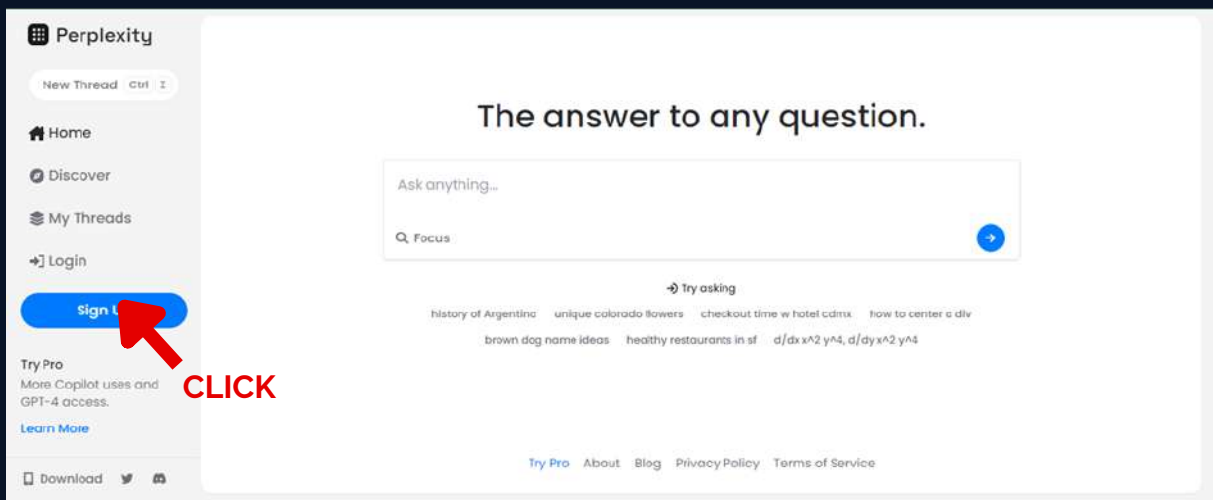 Perplexity
New Thread Ctrl I
Home
Discover
My Threads
Login
Sign
Try Pro
More Copilot uses and
GPT-4 access.
Learn More
Download
CLICK
The answer to any question.
Ask anything...
Focus
Try asking
history of Argentina unique colorado flowers checkout time w hotel cdmx how to center a div
brown dog name ideas healthy restaurants in sf d/dx x^2 y^4, d/dy x^2 y^4
Try Pro About Blog Privacy Policy Terms of Service